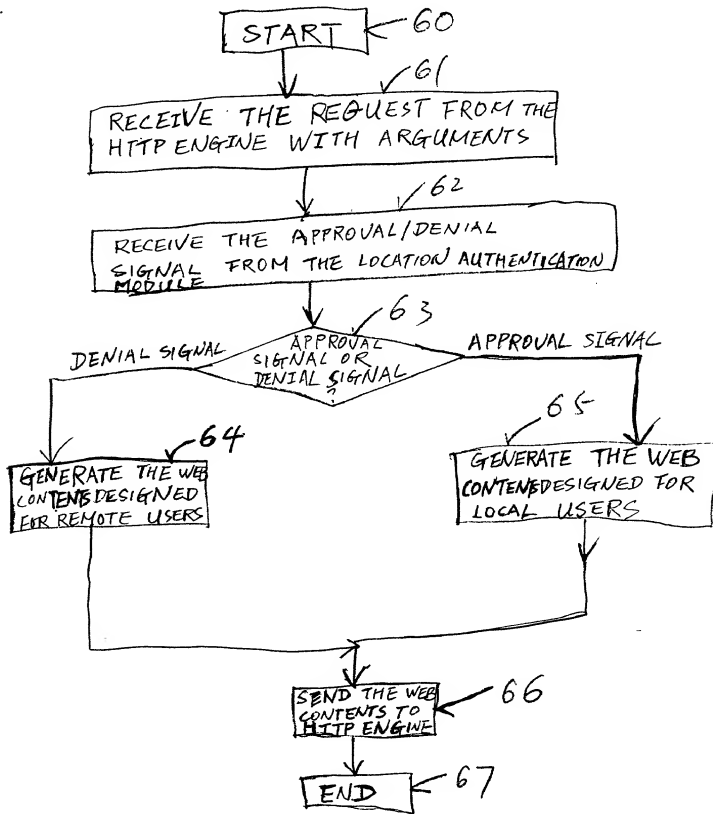 START
60
61
RECEIVE THE REQUEST FROM THE
HTTP ENGINE WITH ARGUMENTS
62
RECEIVE THE APPROVAL/DENIAL
SIGNAL FROM THE LOCATION AUTHENTICATION
MODULE
63
APPROVAL
SIGNAL OR
DENIAL SIGNAL
?
DENIAL SIGNAL
APPROVAL SIGNAL
64
GENERATE THE WEB
CONTENTS DESIGNED
FOR REMOTE USERS
65
GENERATE THE WEB
CONTENS DESIGNED FOR
LOCAL USERS
66
SEND THE WEB
CONTENTS TO
HTTP ENGINE
67
END